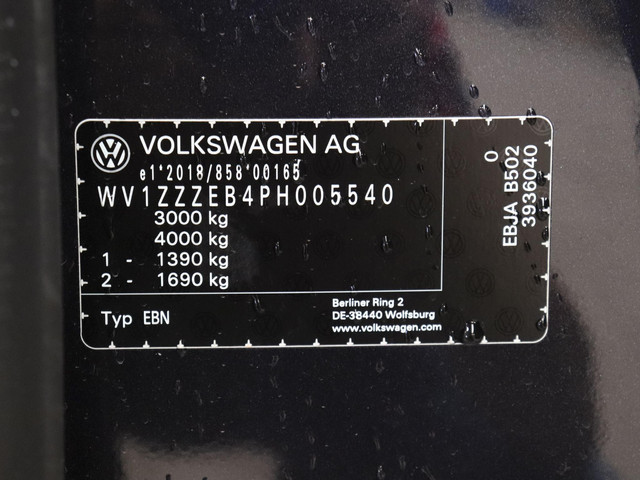 VOLKSWAGEN AG
e1*2018/858*00165
WV1ZZZEB4PH005540
3000 kg
4000 kg
1 - 1390 kg
2 - 1690 kg
Typ EBN
Berliner Ring 2
DE-38440 Wolfsburg
www.volkswagen.com
0
EBJA B502
3936040